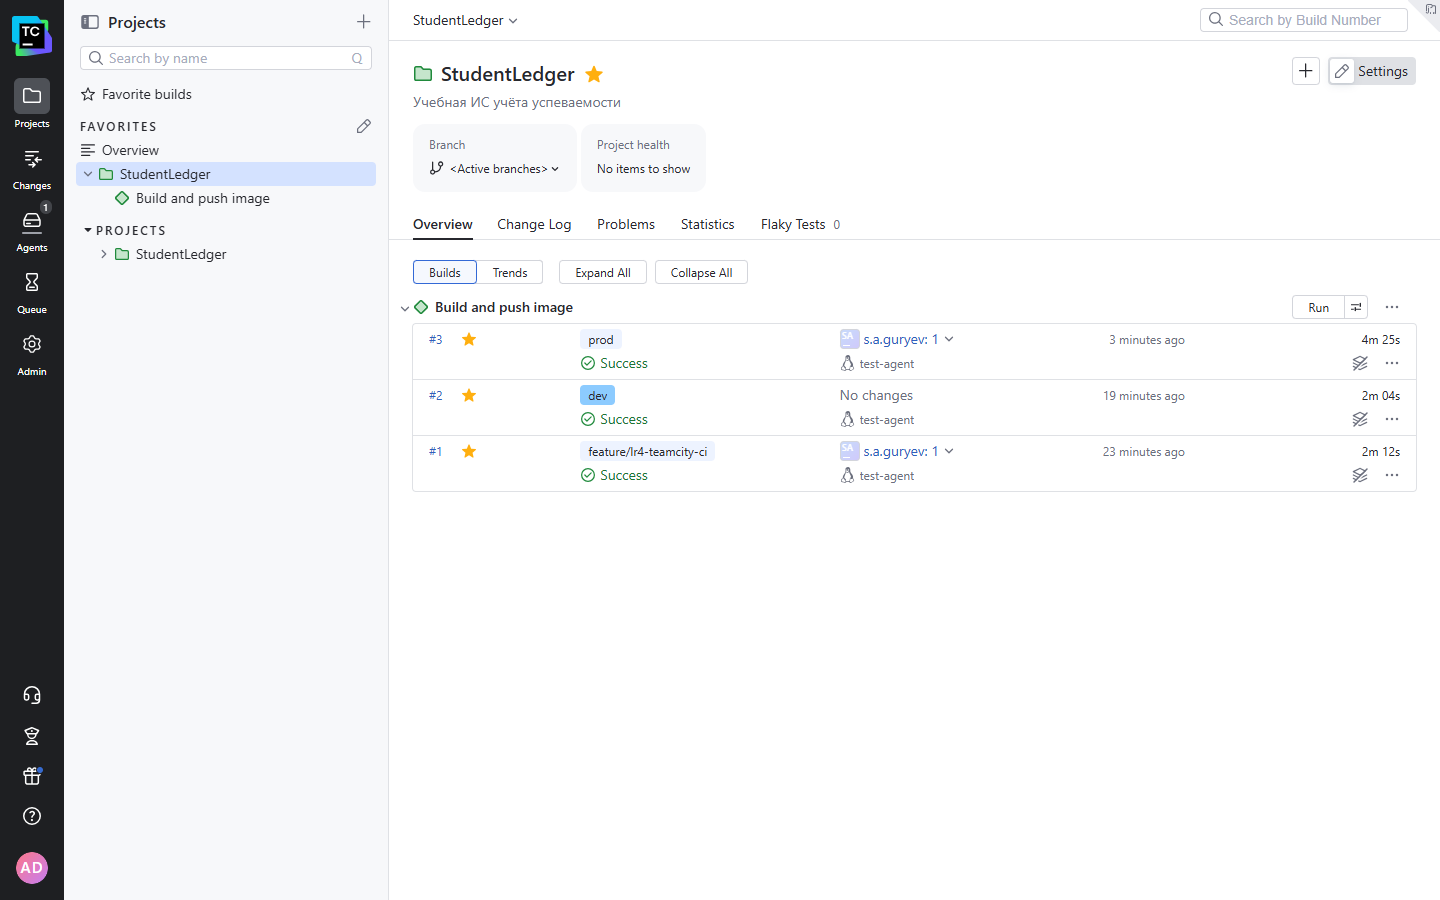 TC
Projects
Changes
1
Agents
Queue
Admin
AD
Projects
Search by name
Q
Favorite builds
FAVORITES
Overview
StudentLedger
Build and push image
PROJECTS
StudentLedger
StudentLedger
Search by Build Number
StudentLedger
Settings
Учебная ИС учёта успеваемости
Branch
<Active branches>
Project health
No items to show
Overview Change Log Problems Statistics Flaky Tests 0
Builds Trends Expand All Collapse All
Build and push image
Run
#3 prod SA s.a.guryev: 1 3 minutes ago 4m 25s
Success test-agent
#2 dev No changes 19 minutes ago 2m 04s
Success test-agent
#1 feature/lr4-teamcity-ci SA s.a.guryev: 1 23 minutes ago 2m 12s
Success test-agent